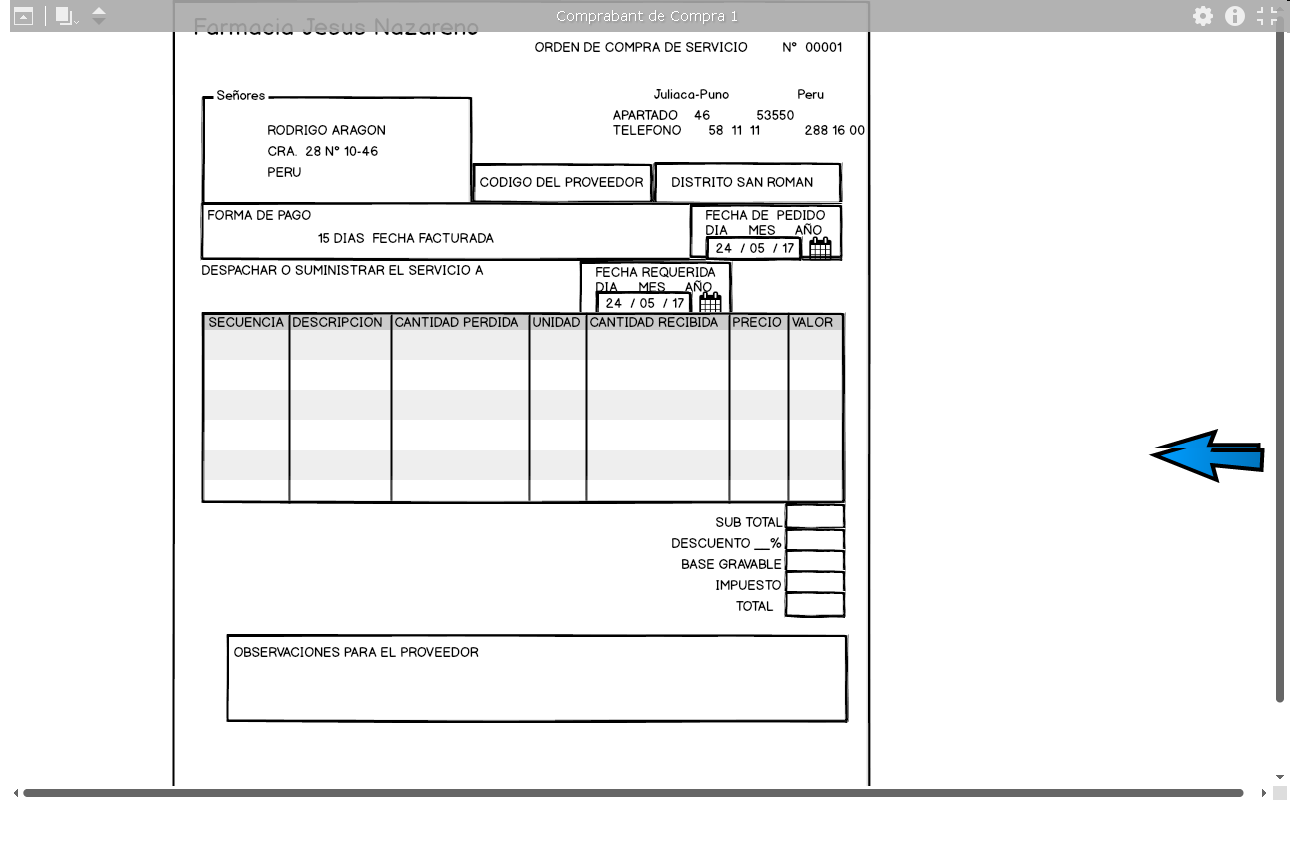 Comprabant de Compra 1
Farmacia Jesus Nazareno
ORDEN DE COMPRA DE SERVICIO N° 00001
Juliaca-Puno Peru
Señores
APARTADO 46 53550
TELEFONO 58 11 11 288 16 00
RODRIGO ARAGON
CRA. 28 N° 10-46
PERU
CODIGO DEL PROVEEDOR DISTRITO SAN ROMAN
FORMA DE PAGO
15 DIAS FECHA FACTURADA
FECHA DE PEDIDO
DIA MES AÑO
24 / 05 / 17
DESPACHAR O SUMINISTRAR EL SERVICIO A
FECHA REQUERIDA
DIA MES AÑO
24 / 05 / 17
SECUENCIA DESCRIPCION CANTIDAD PERDIDA UNIDAD CANTIDAD RECIBIDA PRECIO VALOR
SUB TOTAL
DESCUENTO __%
BASE GRAVABLE
IMPUESTO
TOTAL
OBSERVACIONES PARA EL PROVEEDOR